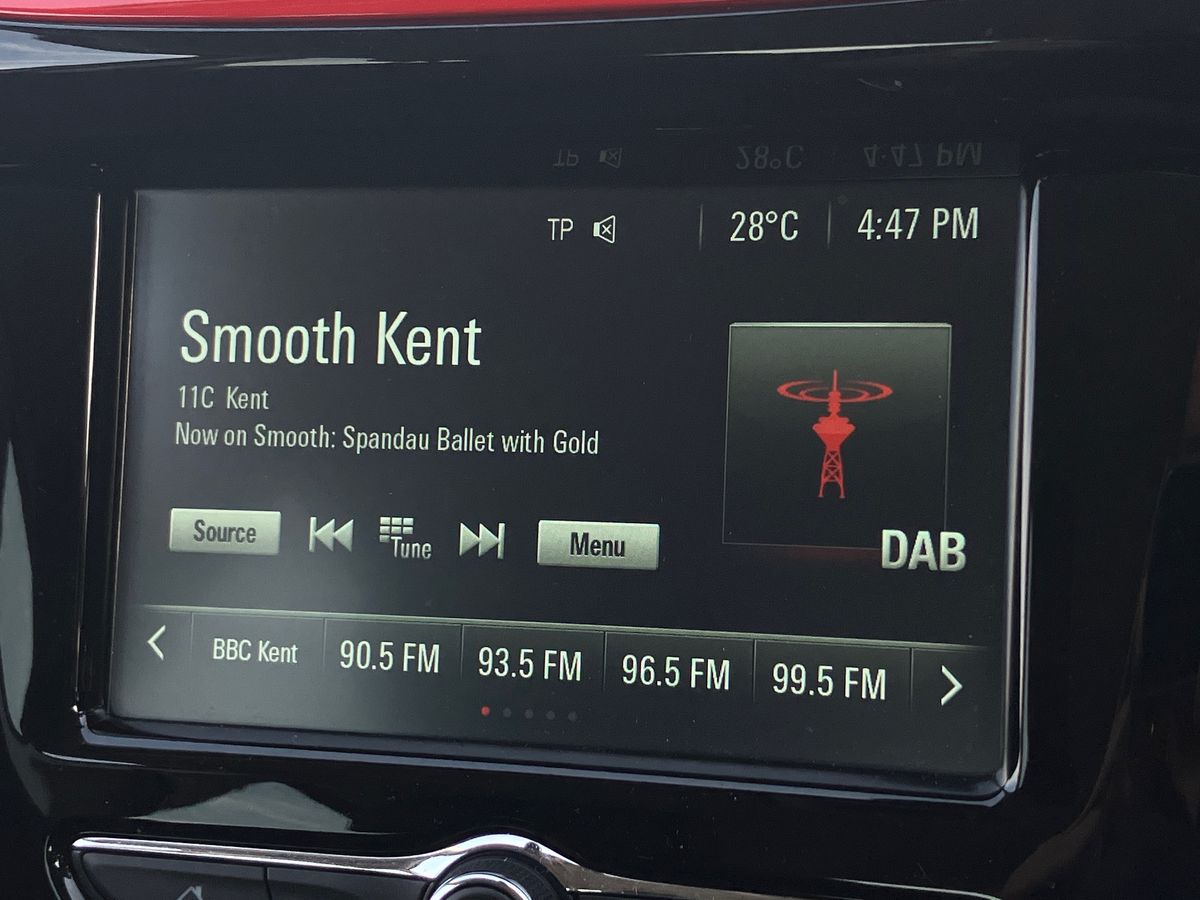 TP 28°C 4:47 PM
Smooth Kent
11C Kent
Now on Smooth: Spandau Ballet with Gold
Source Tune Menu
DAB
BBC Kent 90.5 FM 93.5 FM 96.5 FM 99.5 FM